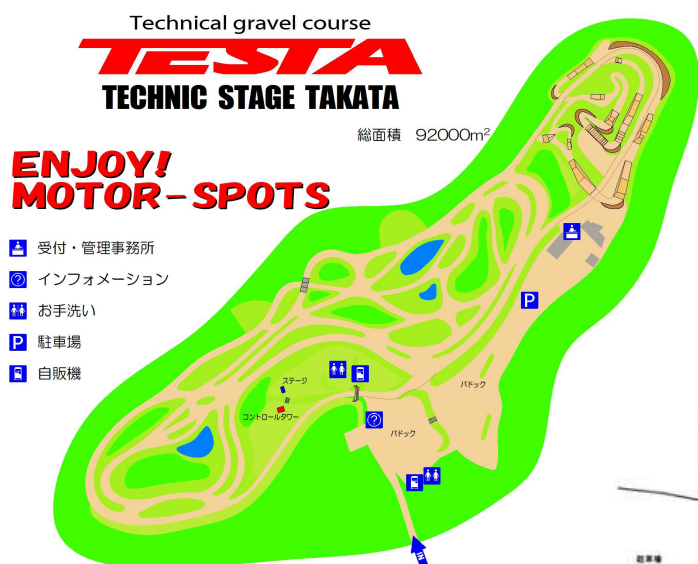 Technical gravel course
TESTA
TECHNIC STAGE TAKATA
総面積 92000m²
ENJOY!
MOTOR-SPOTS
受付・管理事務所
インフォメーション
お手洗い
P 駐車場
自販機
P
ステージ
コントロールタワー
パドック
パドック
駐車場